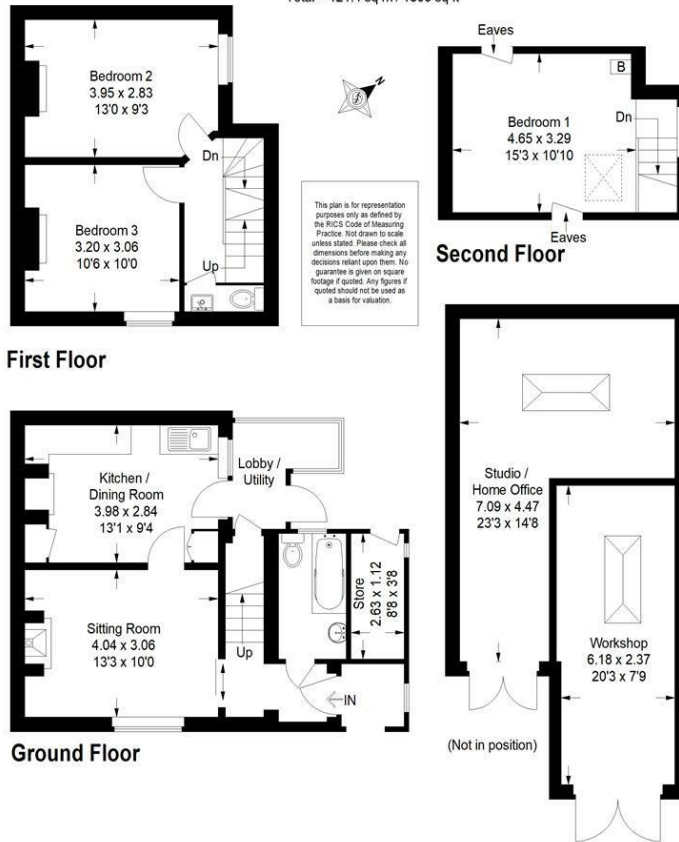 Total sq m / sq ft
Bedroom 2
3.95 x 2.83
13'0 x 9'3
Dn
Bedroom 3
3.20 x 3.06
10'6 x 10'0
Up
First Floor
N
This plan is for representation
purposes only as defined by
the RICS Code of Measuring
Practice. Not drawn to scale
unless stated. Please check all
dimensions before making any
decisions reliant upon them. No
guarantee is given on square
footage if quoted. Any figures if
quoted should not be used as
a basis for valuation.
Eaves
B
Bedroom 1
4.65 x 3.29
15'3 x 10'10
Dn
Eaves
Second Floor
Kitchen /
Dining Room
3.98 x 2.84
13'1 x 9'4
Lobby /
Utility
Store
2.63 x 1.12
8'8 x 3'8
Sitting Room
4.04 x 3.06
13'3 x 10'0
Up
IN
Ground Floor
Studio /
Home Office
7.09 x 4.47
23'3 x 14'8
Workshop
6.18 x 2.37
20'3 x 7'9
(Not in position)